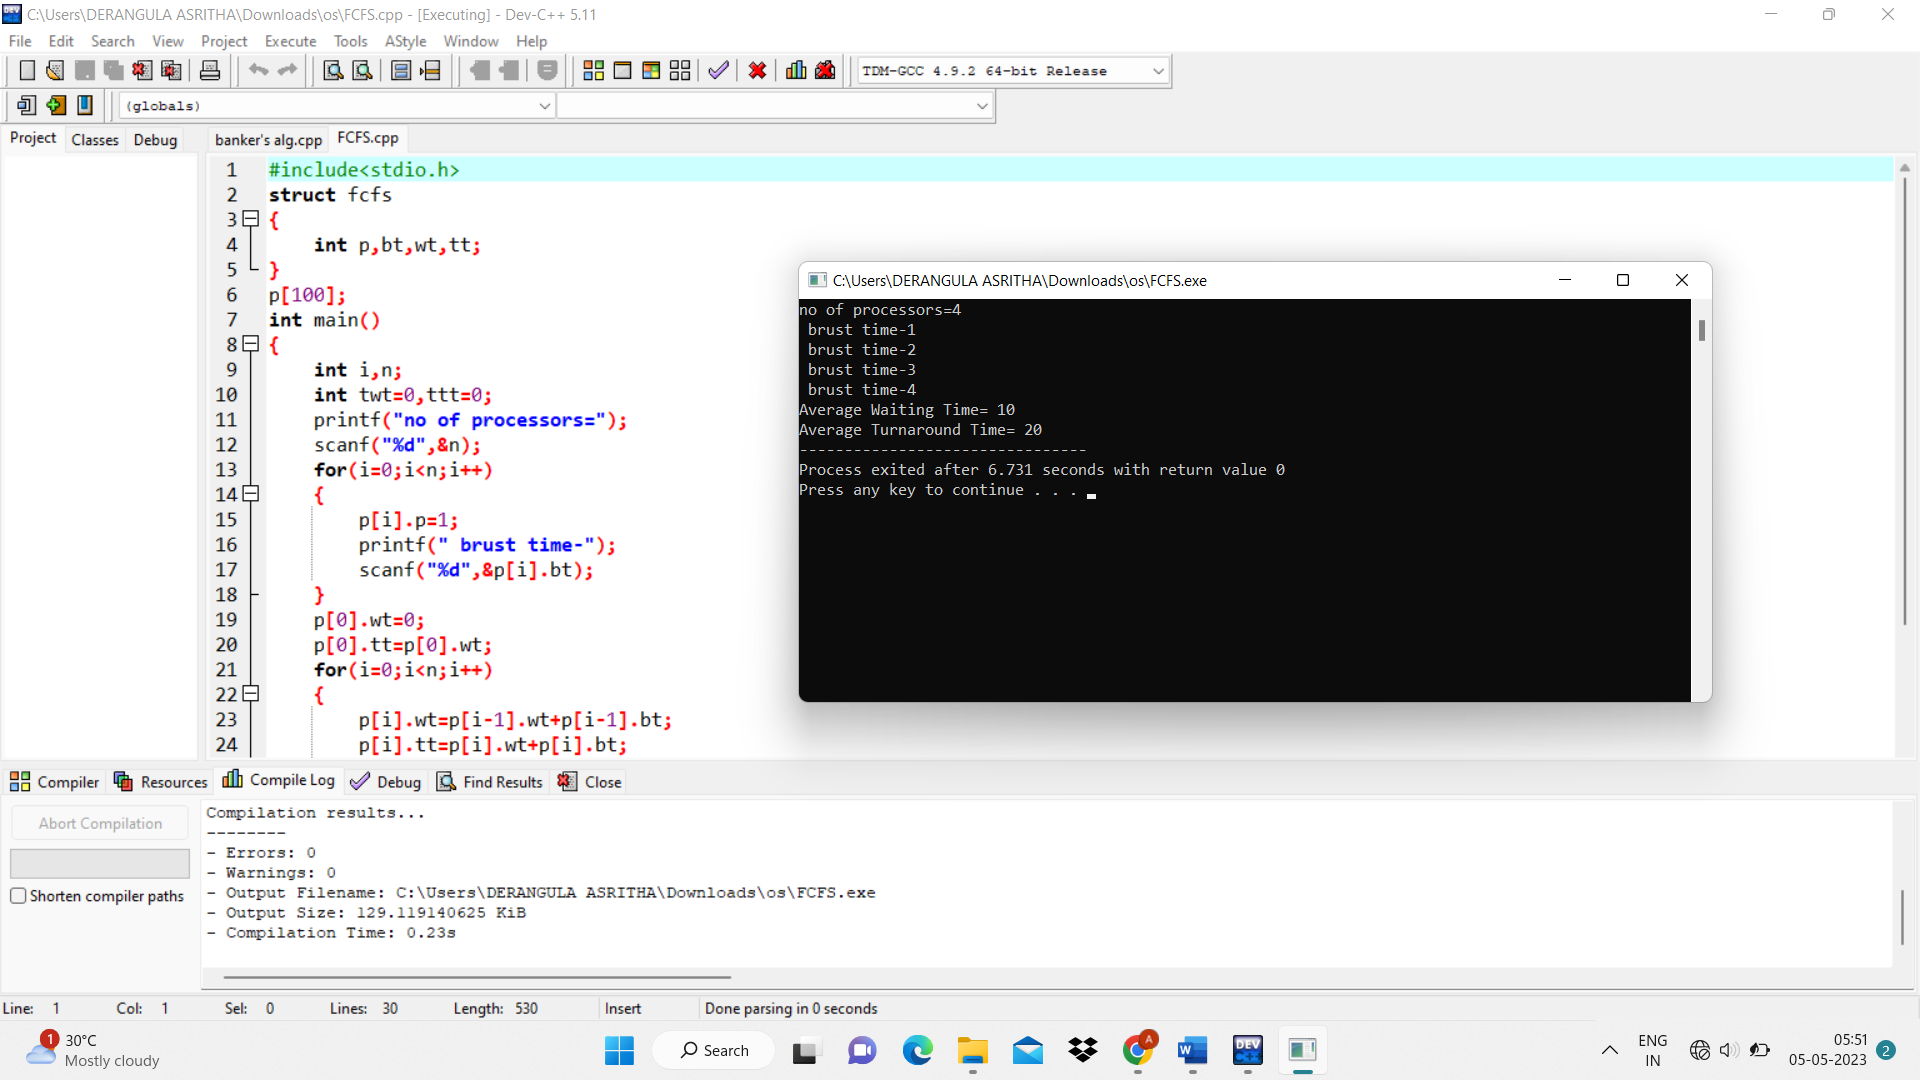 C:\Users\DERANGULA ASRITHA\Downloads\os\FCFS.cpp - [Executing] - Dev-C++ 5.11
File Edit Search View Project Execute Tools AStyle Window Help
TDM-GCC 4.9.2 64-bit Release
(globals)
Project Classes Debug
banker's alg.cpp FCFS.cpp
1 #include<stdio.h>
2 struct fcfs
3 {
4 int p,bt,wt,tt;
5 }
6 p[100];
7 int main()
8 {
9 int i,n;
10 int twt=0,ttt=0;
11 printf("no of processors=");
12 scanf("%d",&n);
13 for(i=0;i<n;i++)
14 {
15 p[i].p=1;
16 printf(" brust time-");
17 scanf("%d",&p[i].bt);
18 }
19 p[0].wt=0;
20 p[0].tt=p[0].wt;
21 for(i=0;i<n;i++)
22 {
23 p[i].wt=p[i-1].wt+p[i-1].bt;
24 p[i].tt=p[i].wt+p[i].bt;
C:\Users\DERANGULA ASRITHA\Downloads\os\FCFS.exe
no of processors=4
brust time-1
brust time-2
brust time-3
brust time-4
Average Waiting Time= 10
Average Turnaround Time= 20
--------------------------------
Process exited after 6.731 seconds with return value 0
Press any key to continue . . .
Compiler Resources Compile Log Debug Find Results Close
Abort Compilation
Shorten compiler paths
Compilation results...
--------
- Errors: 0
- Warnings: 0
- Output Filename: C:\Users\DERANGULA ASRITHA\Downloads\os\FCFS.exe
- Output Size: 129.119140625 KiB
- Compilation Time: 0.23s
Line: 1 Col: 1 Sel: 0 Lines: 30 Length: 530 Insert Done parsing in 0 seconds
1
30°C
Mostly cloudy
Search
A
W
DEV
C++
ENG
IN
05:51
05-05-2023
2